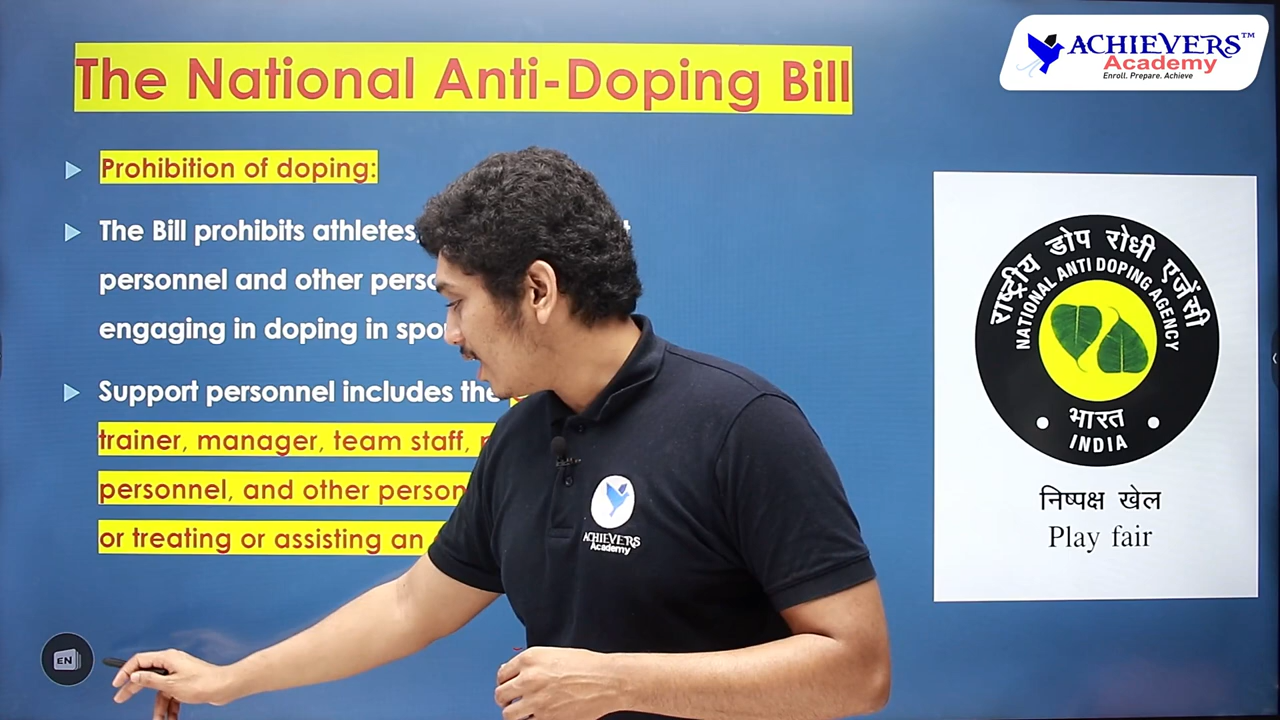 The National Anti-Doping Bill
Prohibition of doping:
The Bill prohibits athletes,
personnel and other perso
engaging in doping in spo
Support personnel includes the
trainer, manager, team staff,
personnel, and other person
or treating or assisting an
EN
ACHIEVERS™
Academy
Enroll. Prepare. Achieve
राष्ट्रीय डोप रोधी एजेंसी
NATIONAL ANTI DOPING AGENCY
भारत
INDIA
निष्पक्ष खेल
Play fair
ACHIEVERS
Academy